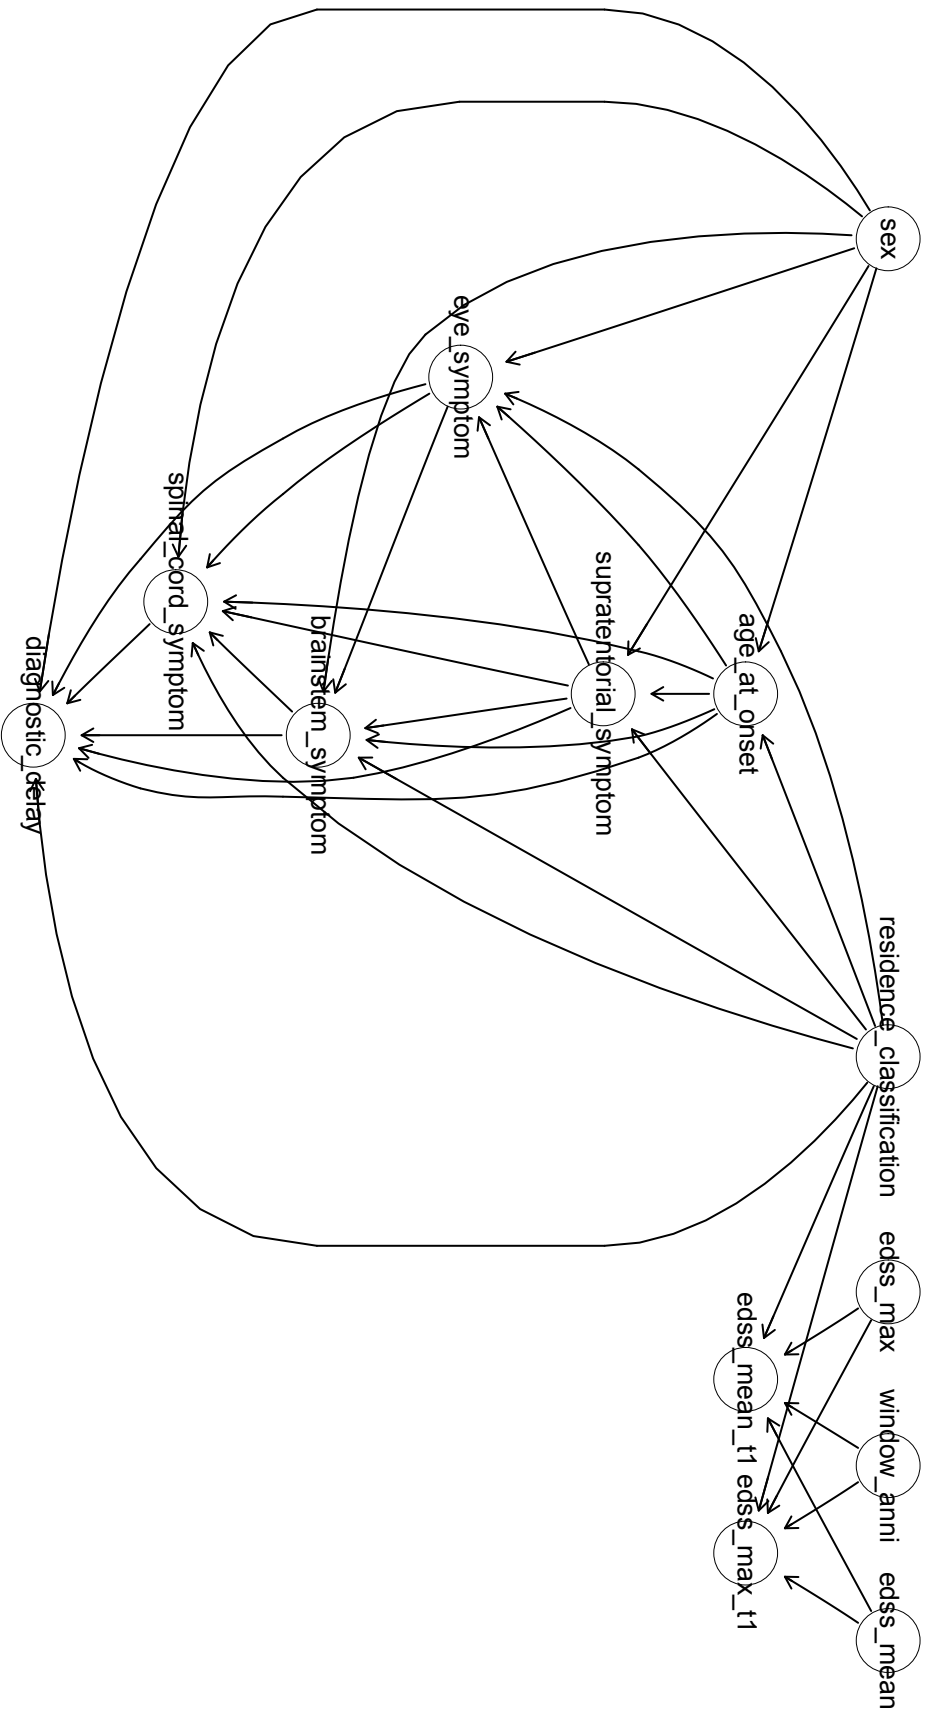 sex
residence_classification
edss_max
window_anni
edss_mean
age_at_onset
edss_mean_t1
edss_max_t1
supratentorial_symptom
eye_symptom
brainstem_symptom
spinal_cord_symptom
diagnostic_delay